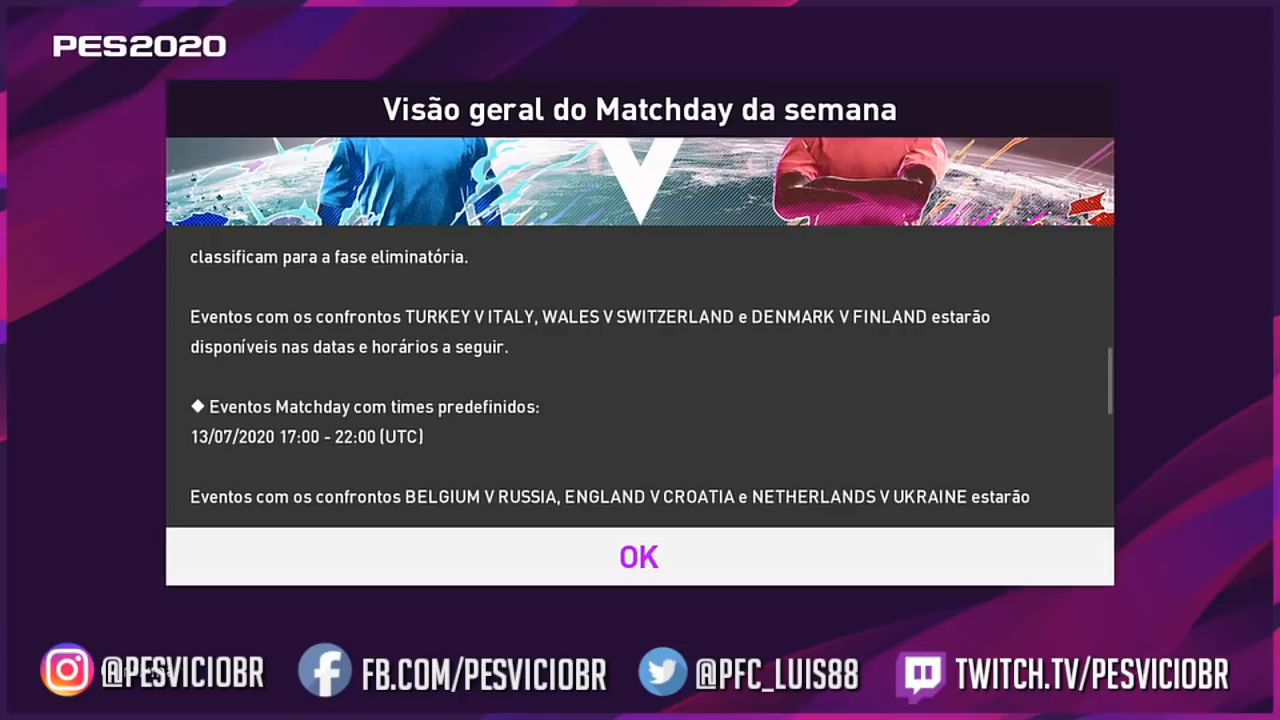 PES2020
Visão geral do Matchday da semana
classificam para a fase eliminatória.
Eventos com os confrontos TURKEY V ITALY, WALES V SWITZERLAND e DENMARK V FINLAND estarão
disponíveis nas datas e horários a seguir.
◆ Eventos Matchday com times predefinidos:
13/07/2020 17:00 - 22:00 (UTC)
Eventos com os confrontos BELGIUM V RUSSIA, ENGLAND V CROATIA e NETHERLANDS V UKRAINE estarão
OK
@PESVICIOBR FB.COM/PESVICIOBR @PFC_LUIS88 TWITCH.TV/PESVICIOBR